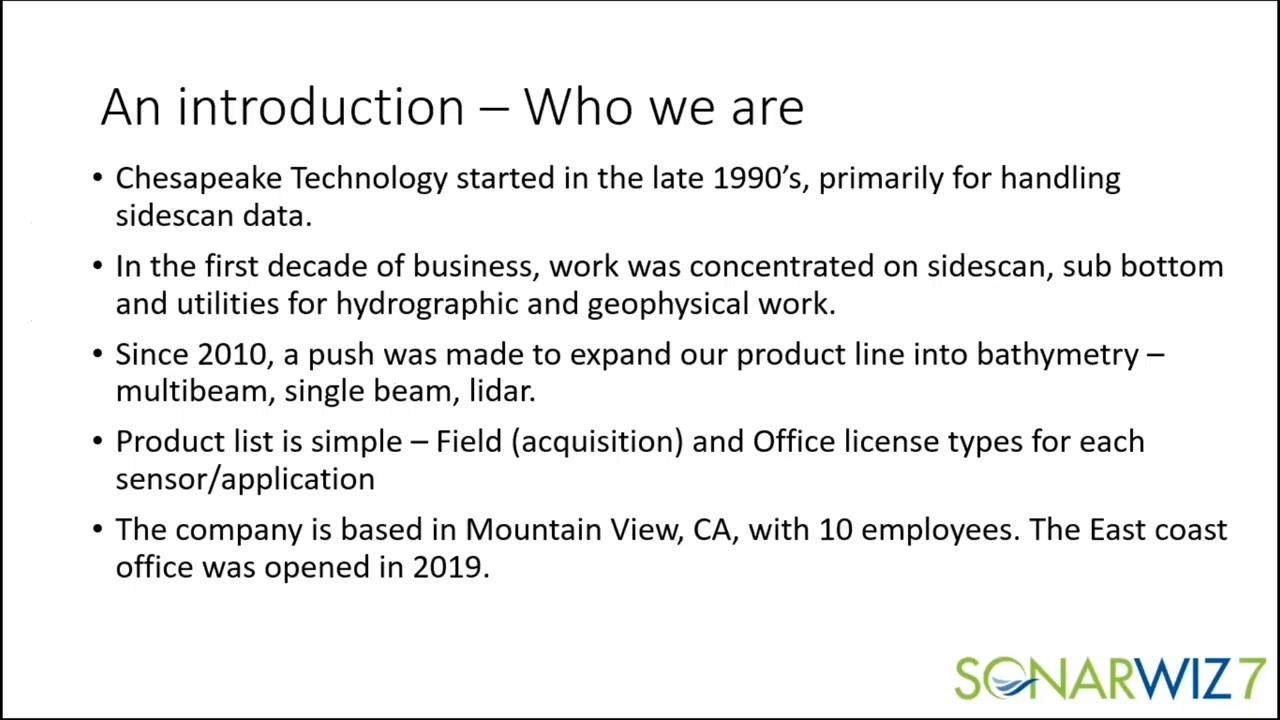 An introduction – Who we are
• Chesapeake Technology started in the late 1990’s, primarily for handling
sidescan data.
• In the first decade of business, work was concentrated on sidescan, sub bottom
and utilities for hydrographic and geophysical work.
• Since 2010, a push was made to expand our product line into bathymetry –
multibeam, single beam, lidar.
• Product list is simple – Field (acquisition) and Office license types for each
sensor/application
• The company is based in Mountain View, CA, with 10 employees. The East coast
office was opened in 2019.
SONARWIZ 7